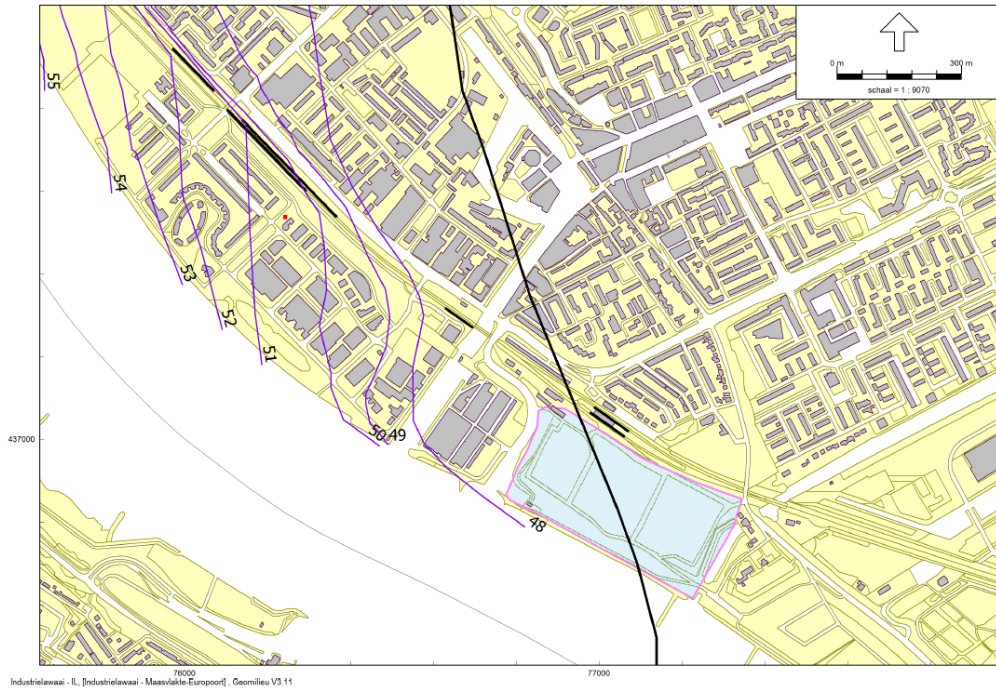 0 m
300 m
schaal = 1 : 9070
55
54
53
52
51
50
49
48
437000
76000
77000
Industrielawaai - IL, [Industrielawaai - Maasvlakte-Europoort] , Geomilieu V3.11